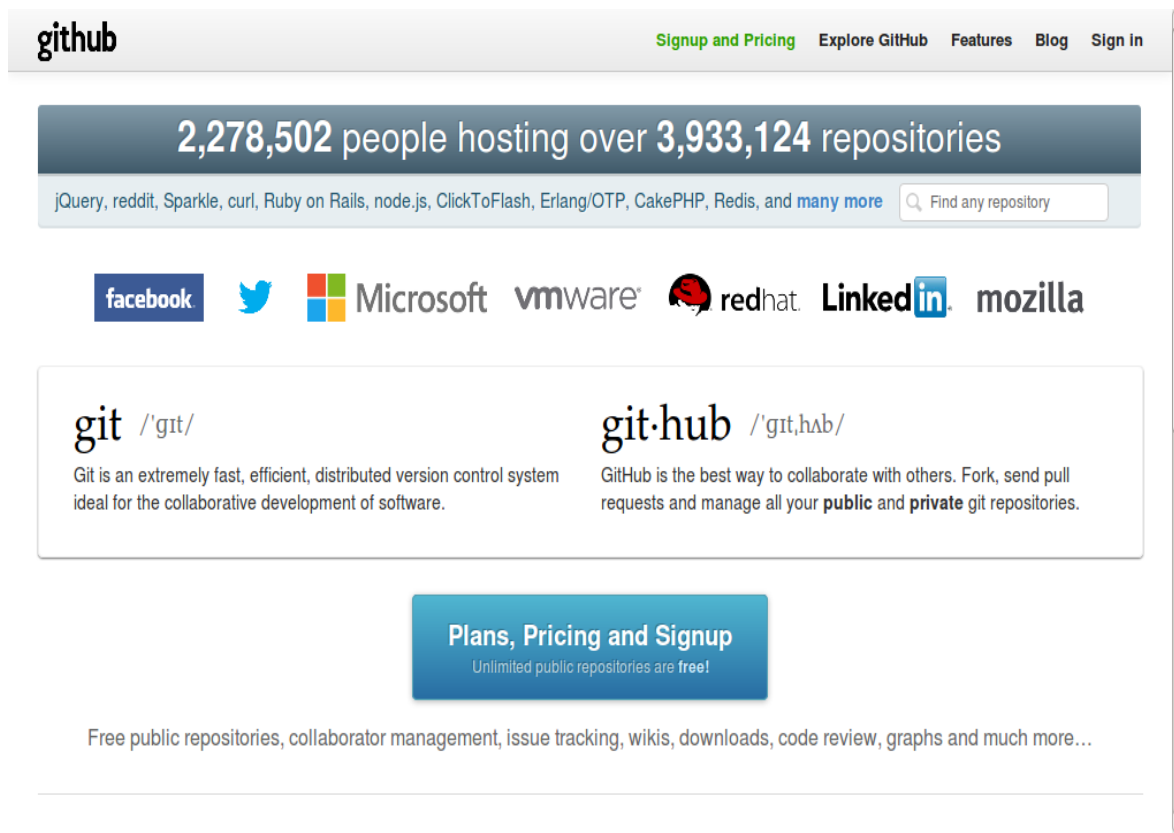 github
Signup and Pricing Explore GitHub Features Blog Sign in
2,278,502 people hosting over 3,933,124 repositories
jQuery, reddit, Sparkle, curl, Ruby on Rails, node.js, ClickToFlash, Erlang/OTP, CakePHP, Redis, and many more
Find any repository
facebook Microsoft vmware redhat. Linkedin mozilla
git /ˈɡɪt/
Git is an extremely fast, efficient, distributed version control system
ideal for the collaborative development of software.
git·hub /ˈɡɪt,hʌb/
GitHub is the best way to collaborate with others. Fork, send pull
requests and manage all your public and private git repositories.
Plans, Pricing and Signup
Unlimited public repositories are free!
Free public repositories, collaborator management, issue tracking, wikis, downloads, code review, graphs and much more…